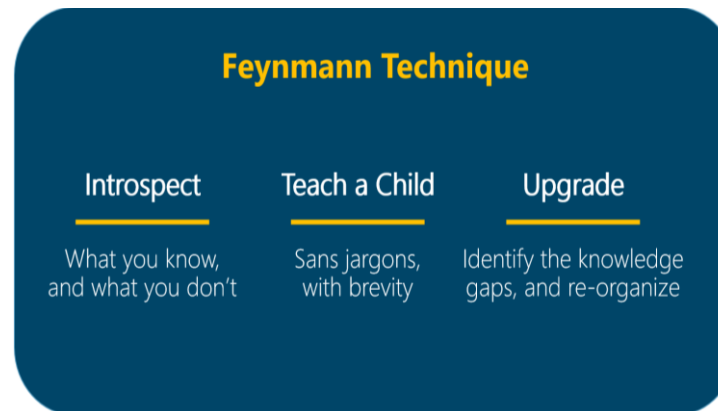 Feynmann Technique
Introspect
What you know,
and what you don't
Teach a Child
Sans jargons,
with brevity
Upgrade
Identify the knowledge
gaps, and re-organize